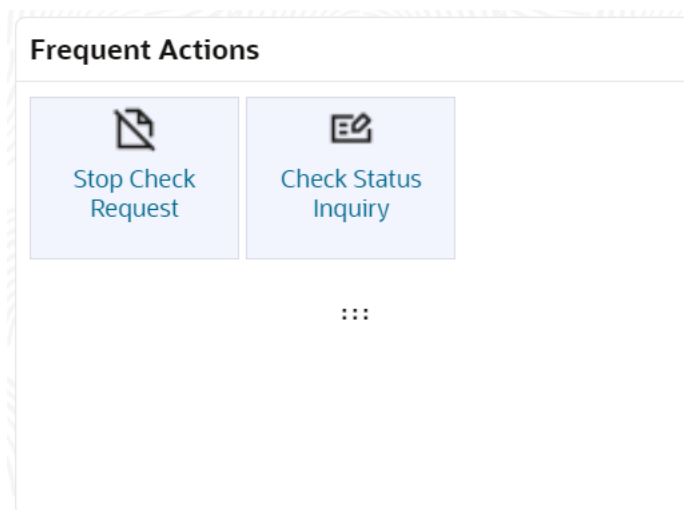 Frequent Actions
Stop Check
Request
Check Status
Inquiry